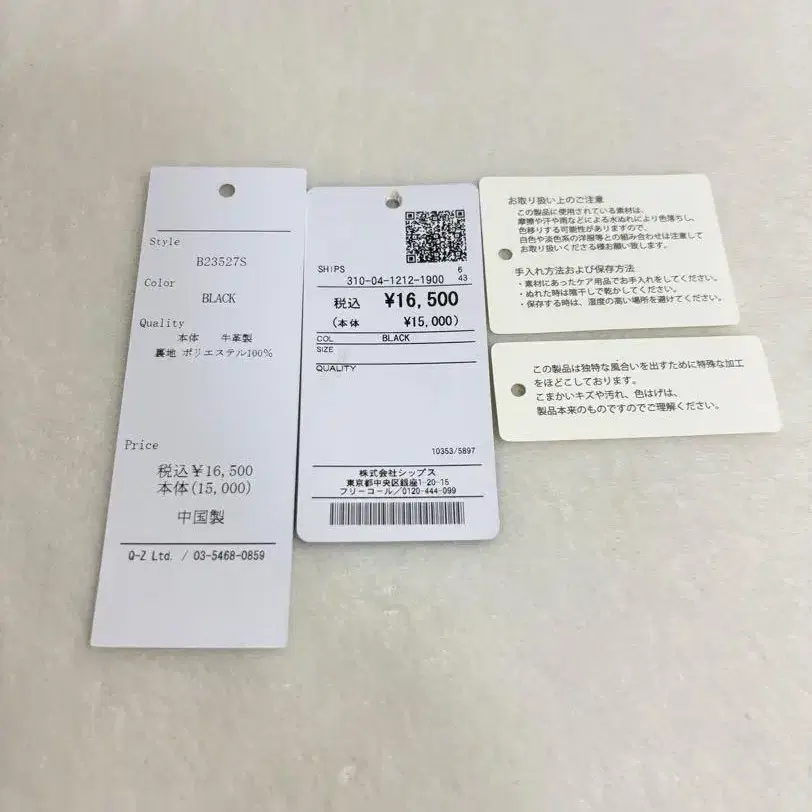 Style
B23527S
Color
BLACK
Quality
本体 牛革製
裏地 ポリエステル100%
Price
税込¥16,500
本体(15,000)
中国製
Q-Z Ltd. / 03-5468-0859
SHIPS
6
310-04-1212-1900 43
税込 ¥16,500
(本体 ¥15,000)
COL BLACK
SIZE
QUALITY
10353/5897
株式会社シップス
東京都中央区銀座1-20-15
フリーコール/0120-444-099
お取り扱い上のご注意
この製品に使用されている素材は、
摩擦や汗や雨などによる水ぬれにより色落ちし、
色移りする可能性がありますので、
白色や淡色系の洋服等との組み合わせは注意して
お取り扱いくださる様お願い致します。
手入れ方法および保存方法
・素材にあったケア用品でお手入れをしてください。
・ぬれた時は陰干しで乾かしてください。
・保存する時は、湿度の高い場所を避けてください。
この製品は独特な風合いを出すために特殊な加工
をほどこしております。
こまかいキズや汚れ、色はげは、
製品本来のものですのでご理解ください。